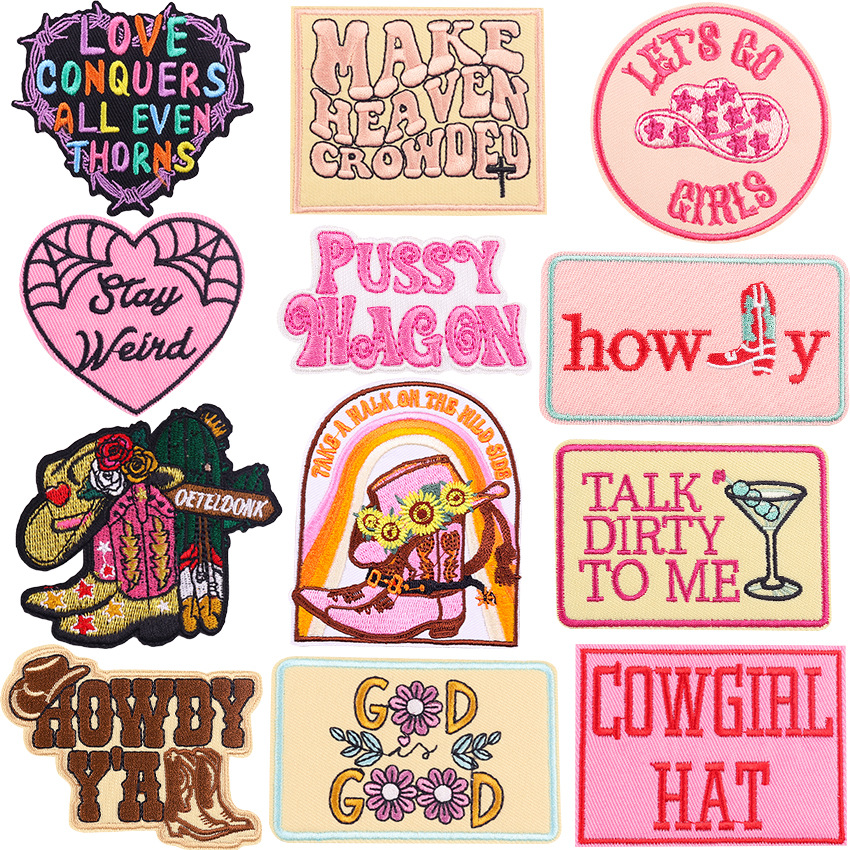 LOVE
CONQUERS
ALL EVEN
THORNS
MAKE
HEAVEN
CROWDED
LET'S GO
GIRLS
Stay
Weird
PUSSY
WAGON
howdy
OETELDONK
TAKE A WALK ON THE WILD SIDE
TALK
DIRTY
TO ME
HOWDY
Y'ALL
GOD
is
GOOD
COWGIRL
HAT